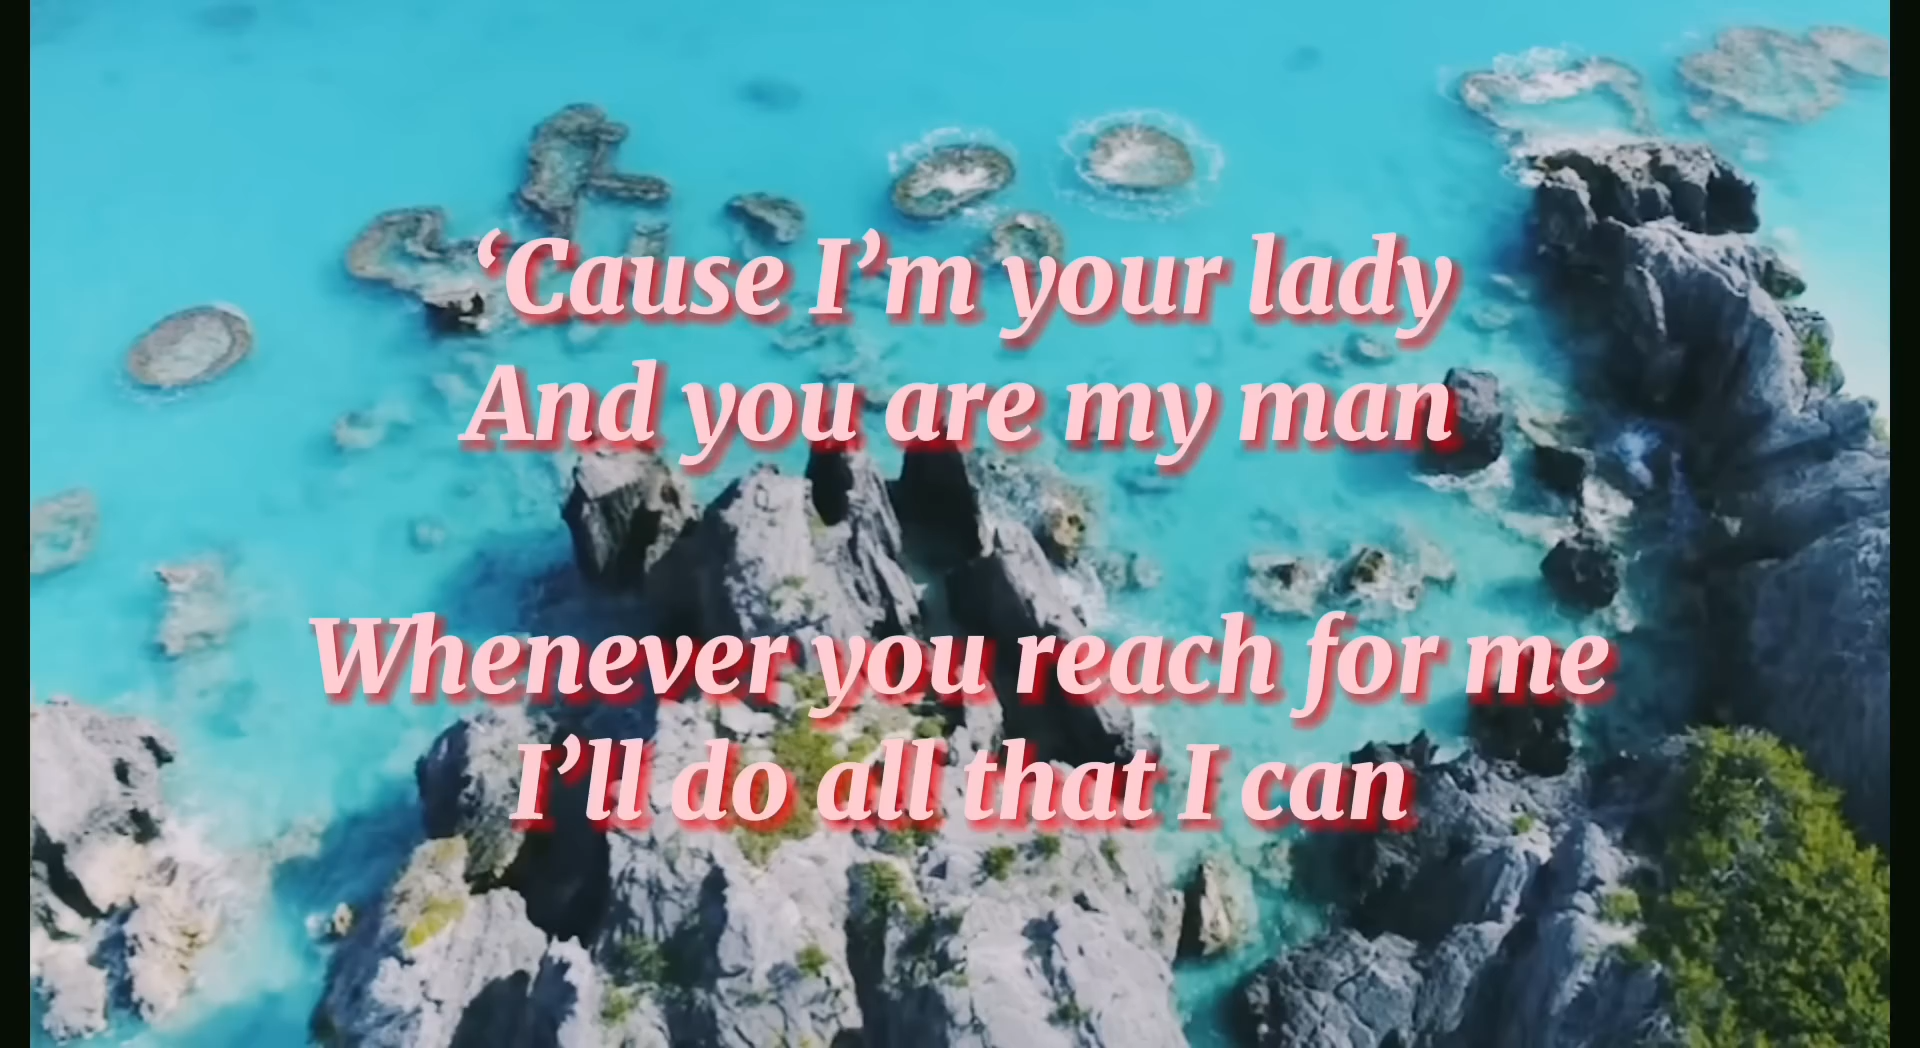 ‘Cause I’m your lady
And you are my man
Whenever you reach for me
I’ll do all that I can